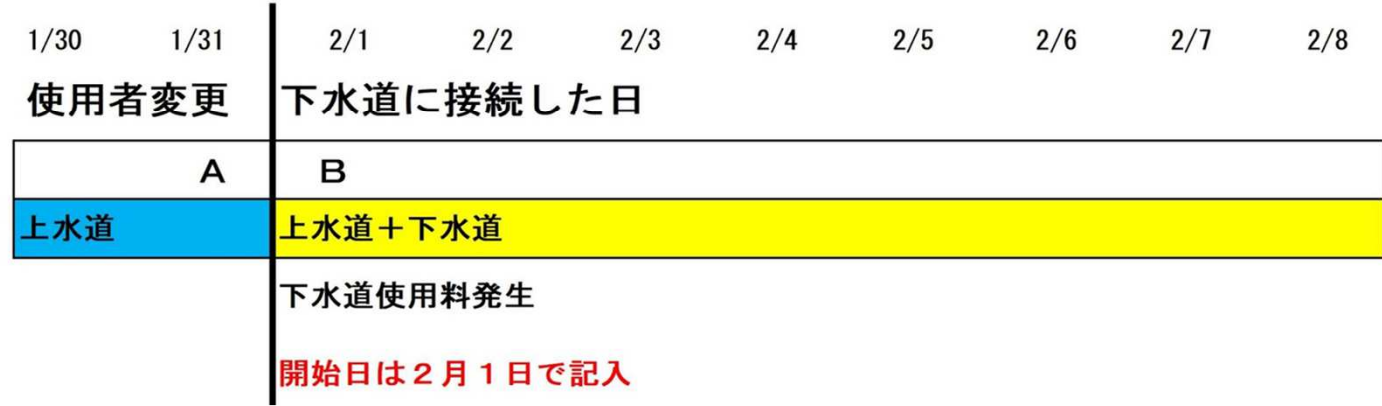 1/30 1/31 2/1 2/2 2/3 2/4 2/5 2/6 2/7 2/8
使用者変更 下水道に接続した日
A B
上水道 上水道＋下水道
下水道使用料発生
開始日は２月１日で記入